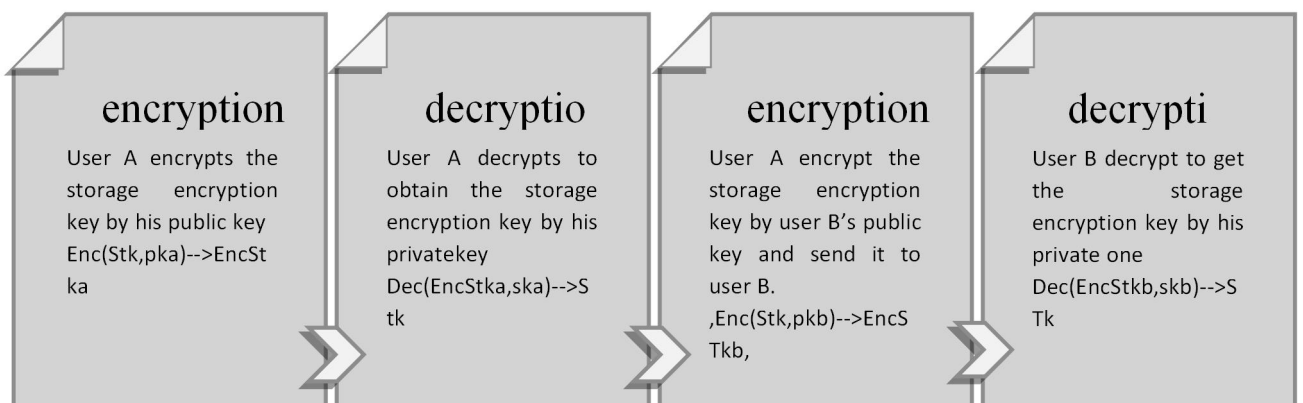 encryption
User A encrypts the
storage encryption
key by his public key
Enc(Stk,pka)-->EncSt
ka
decryptio
User A decrypts to
obtain the storage
encryption key by his
privatekey
Dec(EncStka,ska)-->S
tk
encryption
User A encrypt the
storage encryption
key by user B’s public
key and send it to
user B.
,Enc(Stk,pkb)-->EncS
Tkb,
decrypti
User B decrypt to get
the storage
encryption key by his
private one
Dec(EncStkb,skb)-->S
Tk